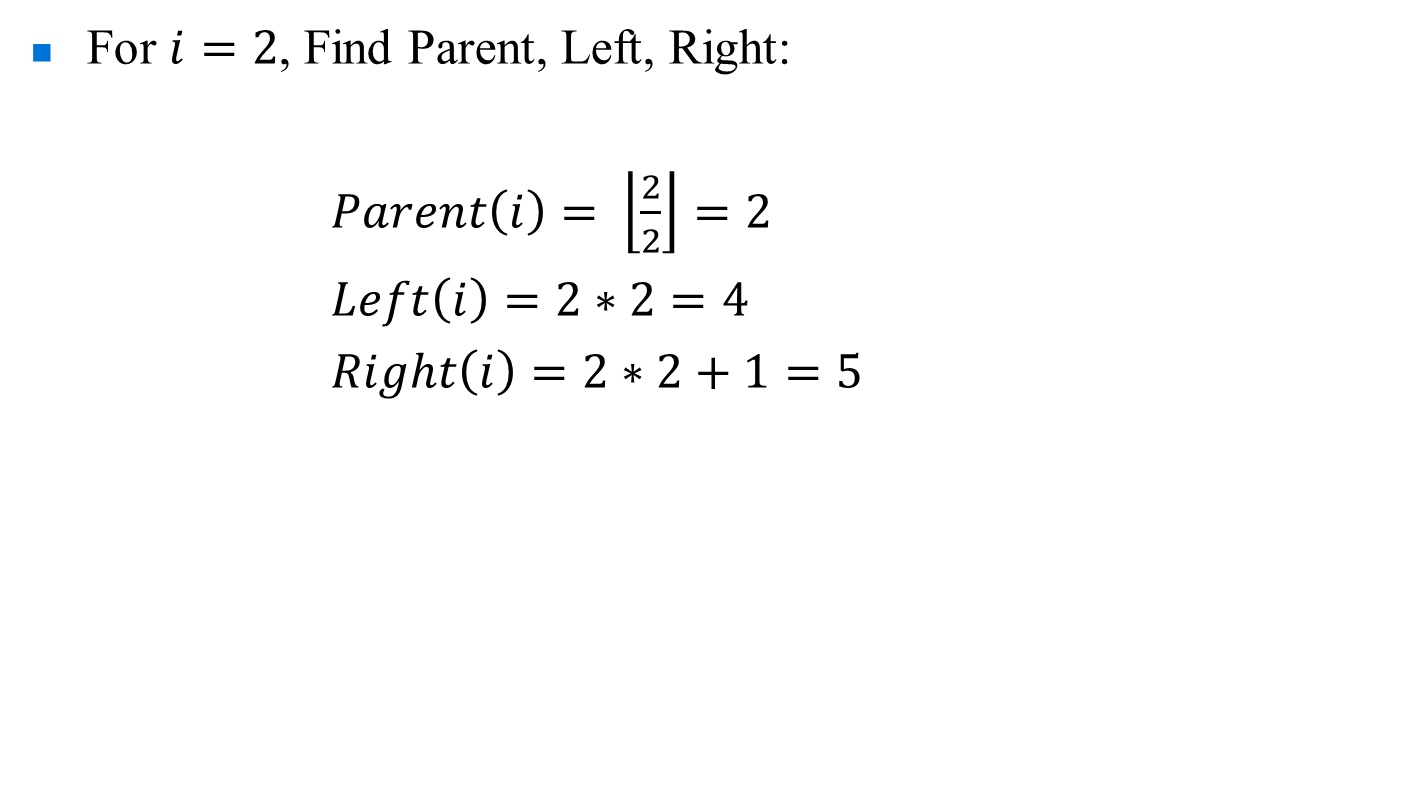 ▪ For i = 2, Find Parent, Left, Right:
Parent(i) = ⌊2/2⌋ = 2
Left(i) = 2 ∗ 2 = 4
Right(i) = 2 ∗ 2 + 1 = 5